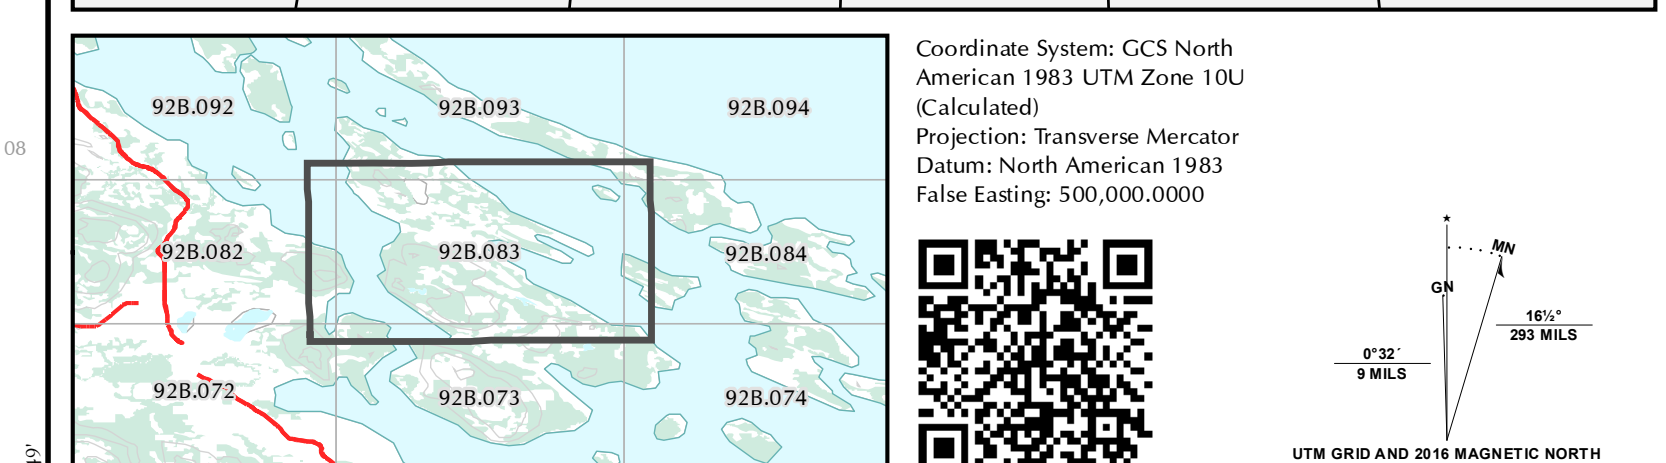 92B.092
92B.093
92B.094
08
92B.082
92B.083
92B.084
92B.072
92B.073
92B.074
49'
Coordinate System: GCS North
American 1983 UTM Zone 10U
(Calculated)
Projection: Transverse Mercator
Datum: North American 1983
False Easting: 500,000.0000
MN
GN
16½°
293 MILS
0°32´
9 MILS
UTM GRID AND 2016 MAGNETIC NORTH